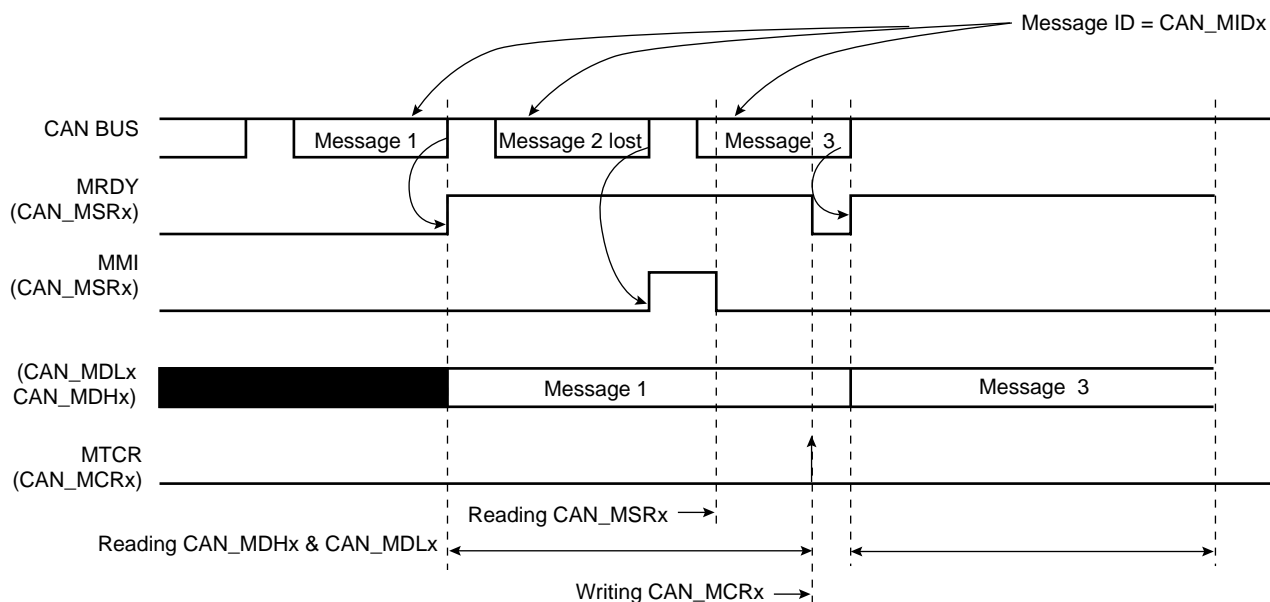 Message ID = CAN_MIDx
CAN BUS
Message 1
Message 2 lost
Message 3
MRDY
(CAN_MSRx)
MMI
(CAN_MSRx)
(CAN_MDLx
CAN_MDHx)
Message 1
Message 3
MTCR
(CAN_MCRx)
Reading CAN_MSRx
Reading CAN_MDHx & CAN_MDLx
Writing CAN_MCRx